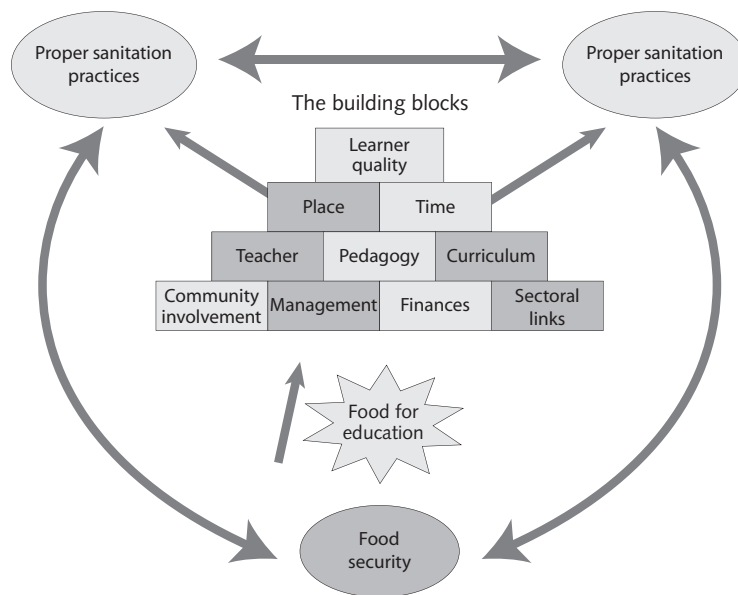 Proper sanitation
practices
Proper sanitation
practices
The building blocks
Learner
quality
Place
Time
Teacher
Pedagogy
Curriculum
Community
involvement
Management
Finances
Sectoral
links
Food for
education
Food
security